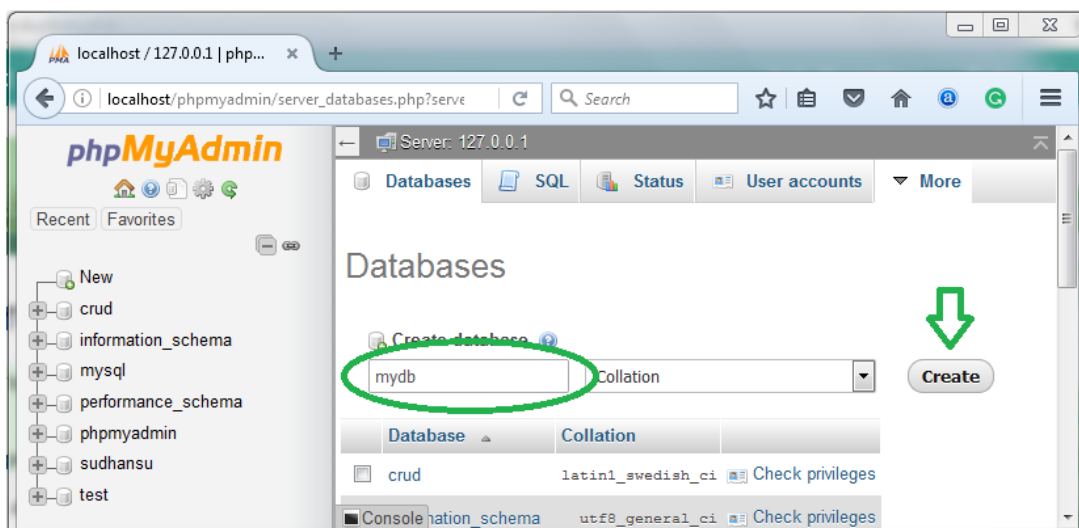 localhost / 127.0.0.1 | php...
localhost/phpmyadmin/server_databases.php?serve
Search
phpMyAdmin
Recent Favorites
New
crud
information_schema
mysql
performance_schema
phpmyadmin
sudhansu
test
Server: 127.0.0.1
Databases SQL Status User accounts More
Databases
Create database
mydb Collation Create
Database Collation
crud latin1_swedish_ci Check privileges
Console nation_schema utf8_general_ci Check privileges